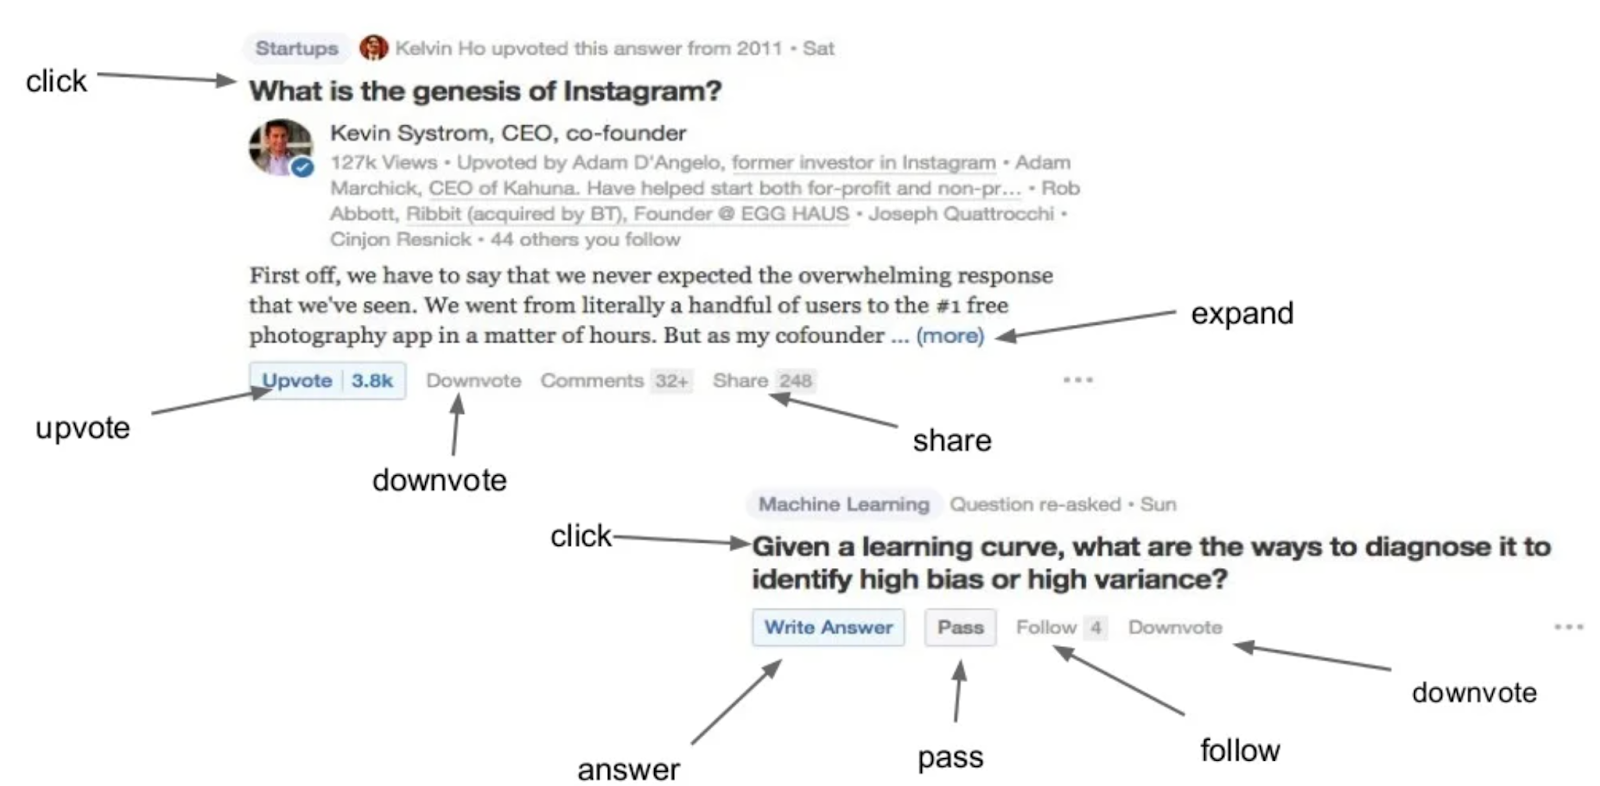 Startups Kelvin Ho upvoted this answer from 2011 • Sat
click
What is the genesis of Instagram?
Kevin Systrom, CEO, co-founder
127k Views • Upvoted by Adam D'Angelo, former investor in Instagram • Adam
Marchick, CEO of Kahuna. Have helped start both for-profit and non-pr... • Rob
Abbott, Ribbit (acquired by BT), Founder @ EGG HAUS • Joseph Quattrocchi •
Cinjon Resnick • 44 others you follow
First off, we have to say that we never expected the overwhelming response
that we've seen. We went from literally a handful of users to the #1 free
photography app in a matter of hours. But as my cofounder ... (more)
expand
Upvote 3.8k Downvote Comments 32+ Share 248 •••
upvote
downvote
share
Machine Learning Question re-asked • Sun
click
Given a learning curve, what are the ways to diagnose it to
identify high bias or high variance?
Write Answer Pass Follow 4 Downvote •••
downvote
follow
pass
answer